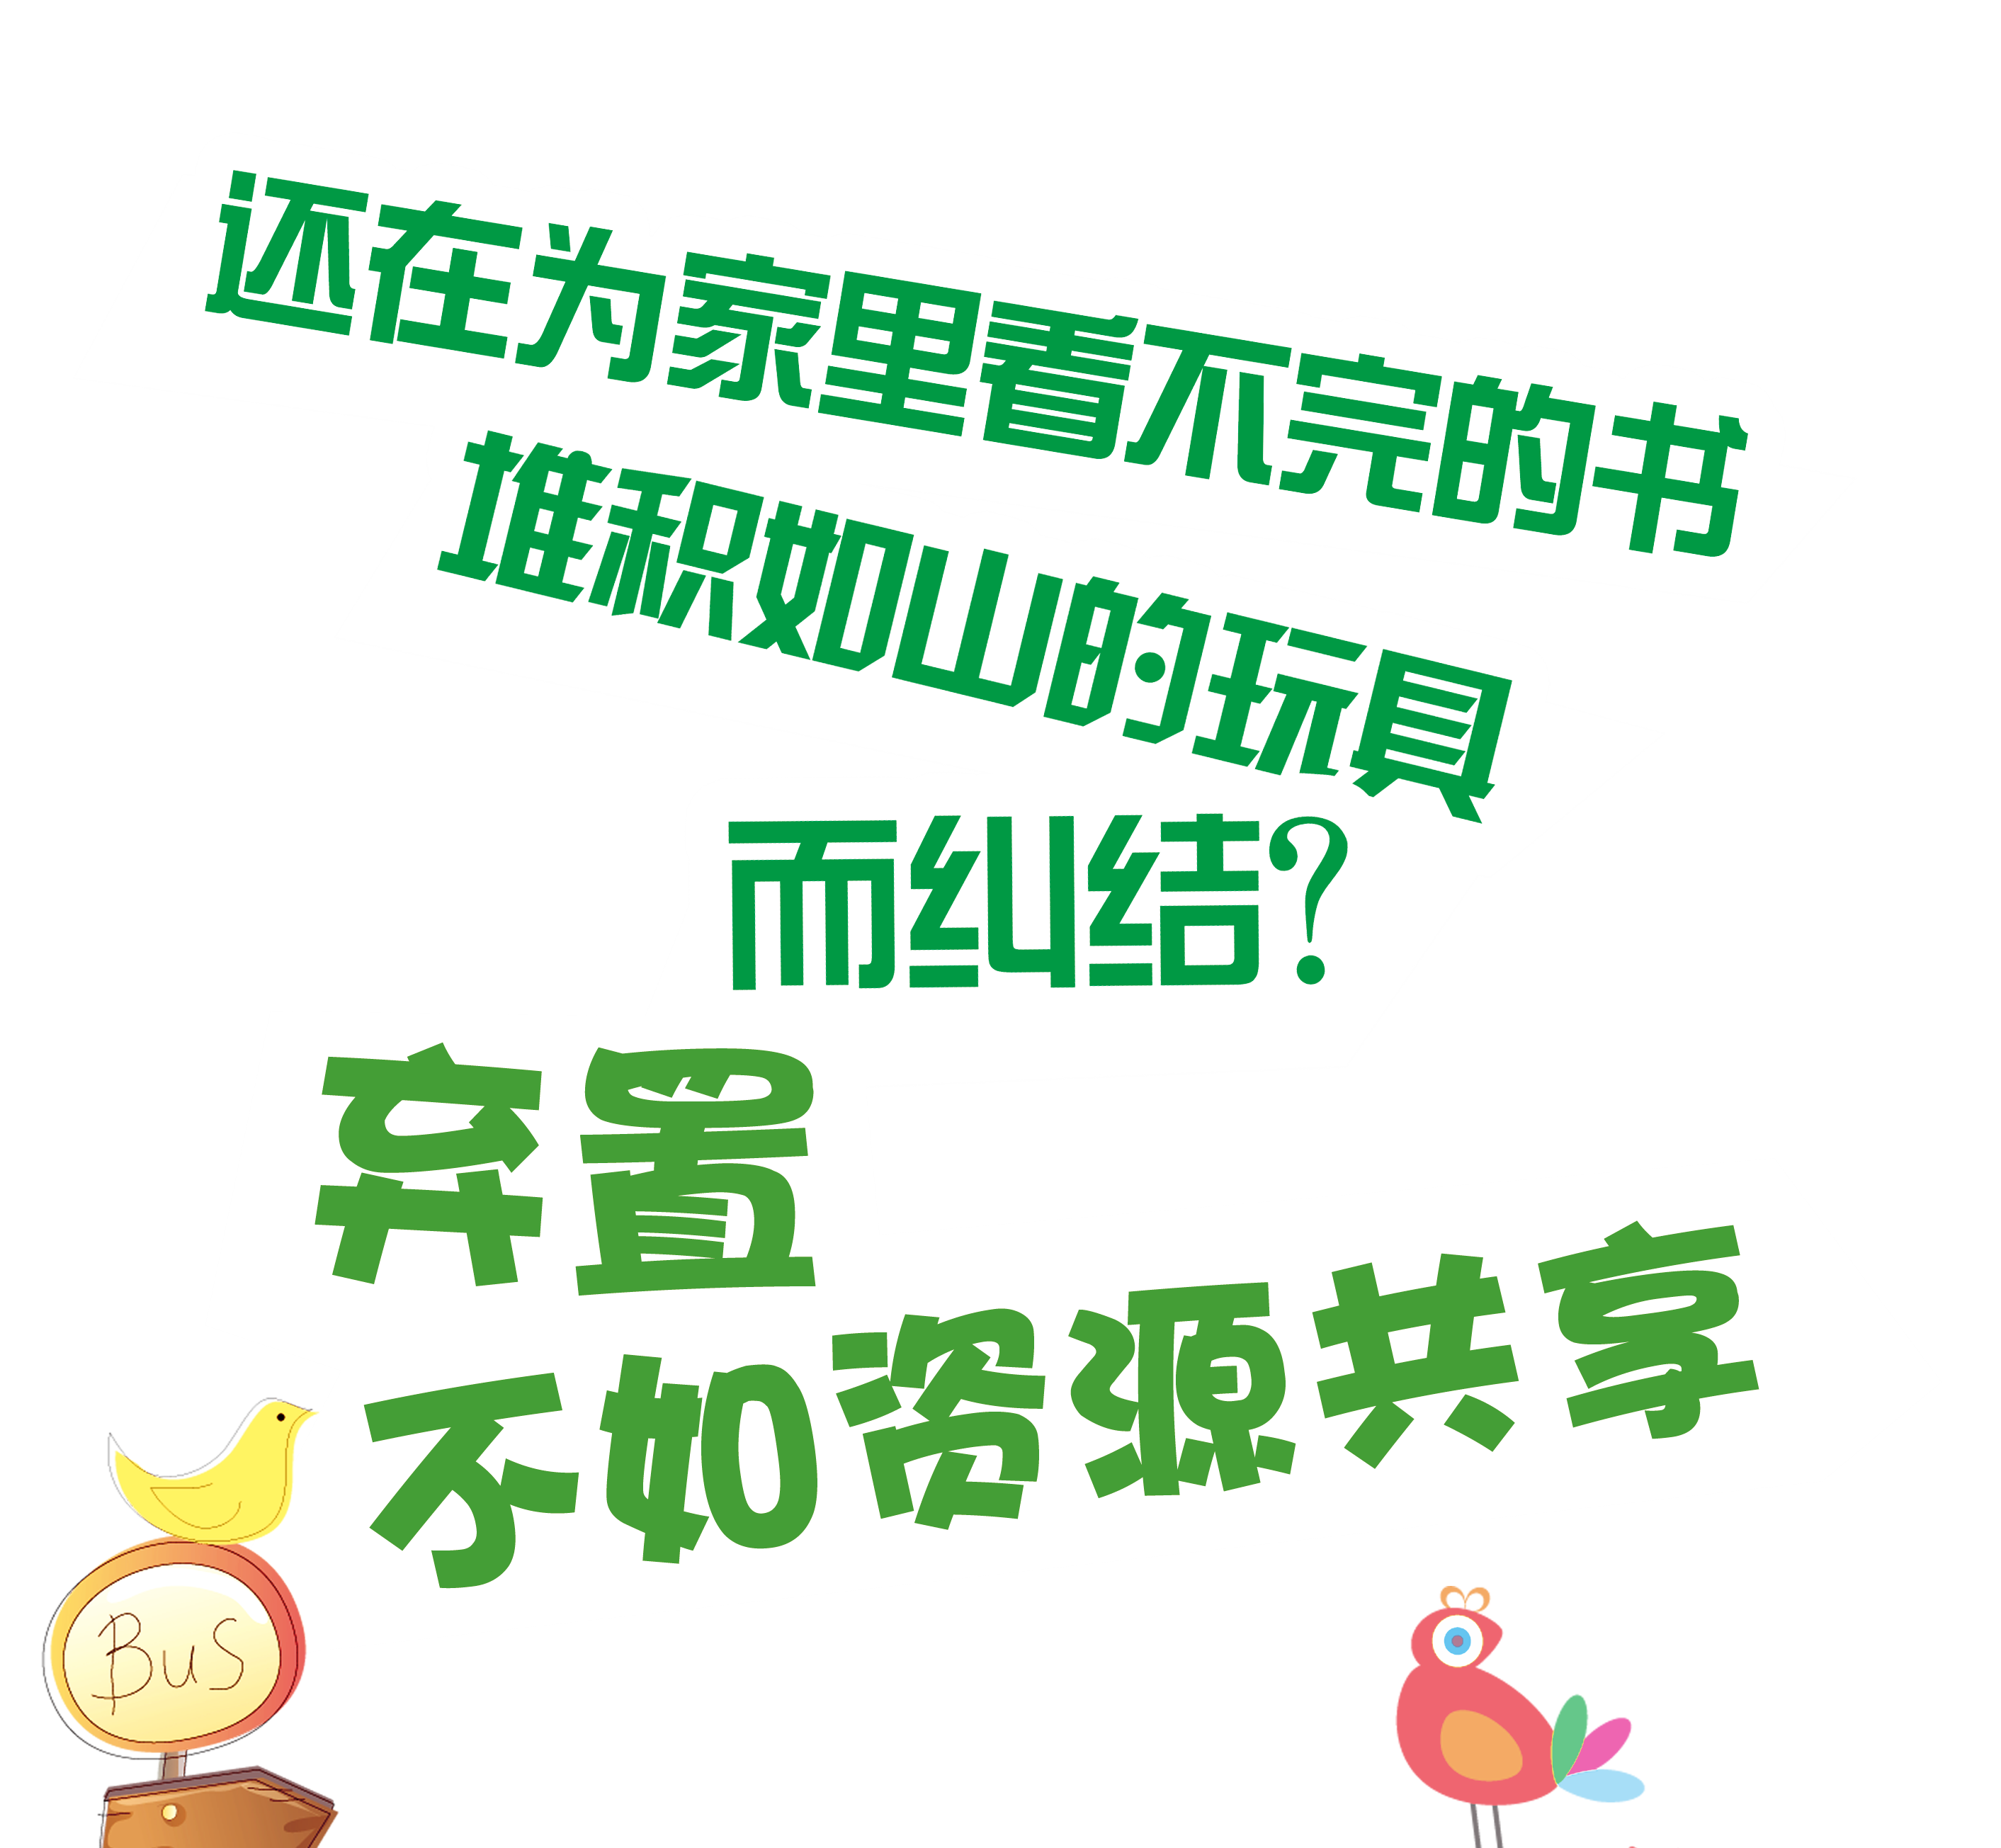 还在为家里看不完的书
堆积如山的玩具
而纠结?
弃置
不如资源共享
Bus